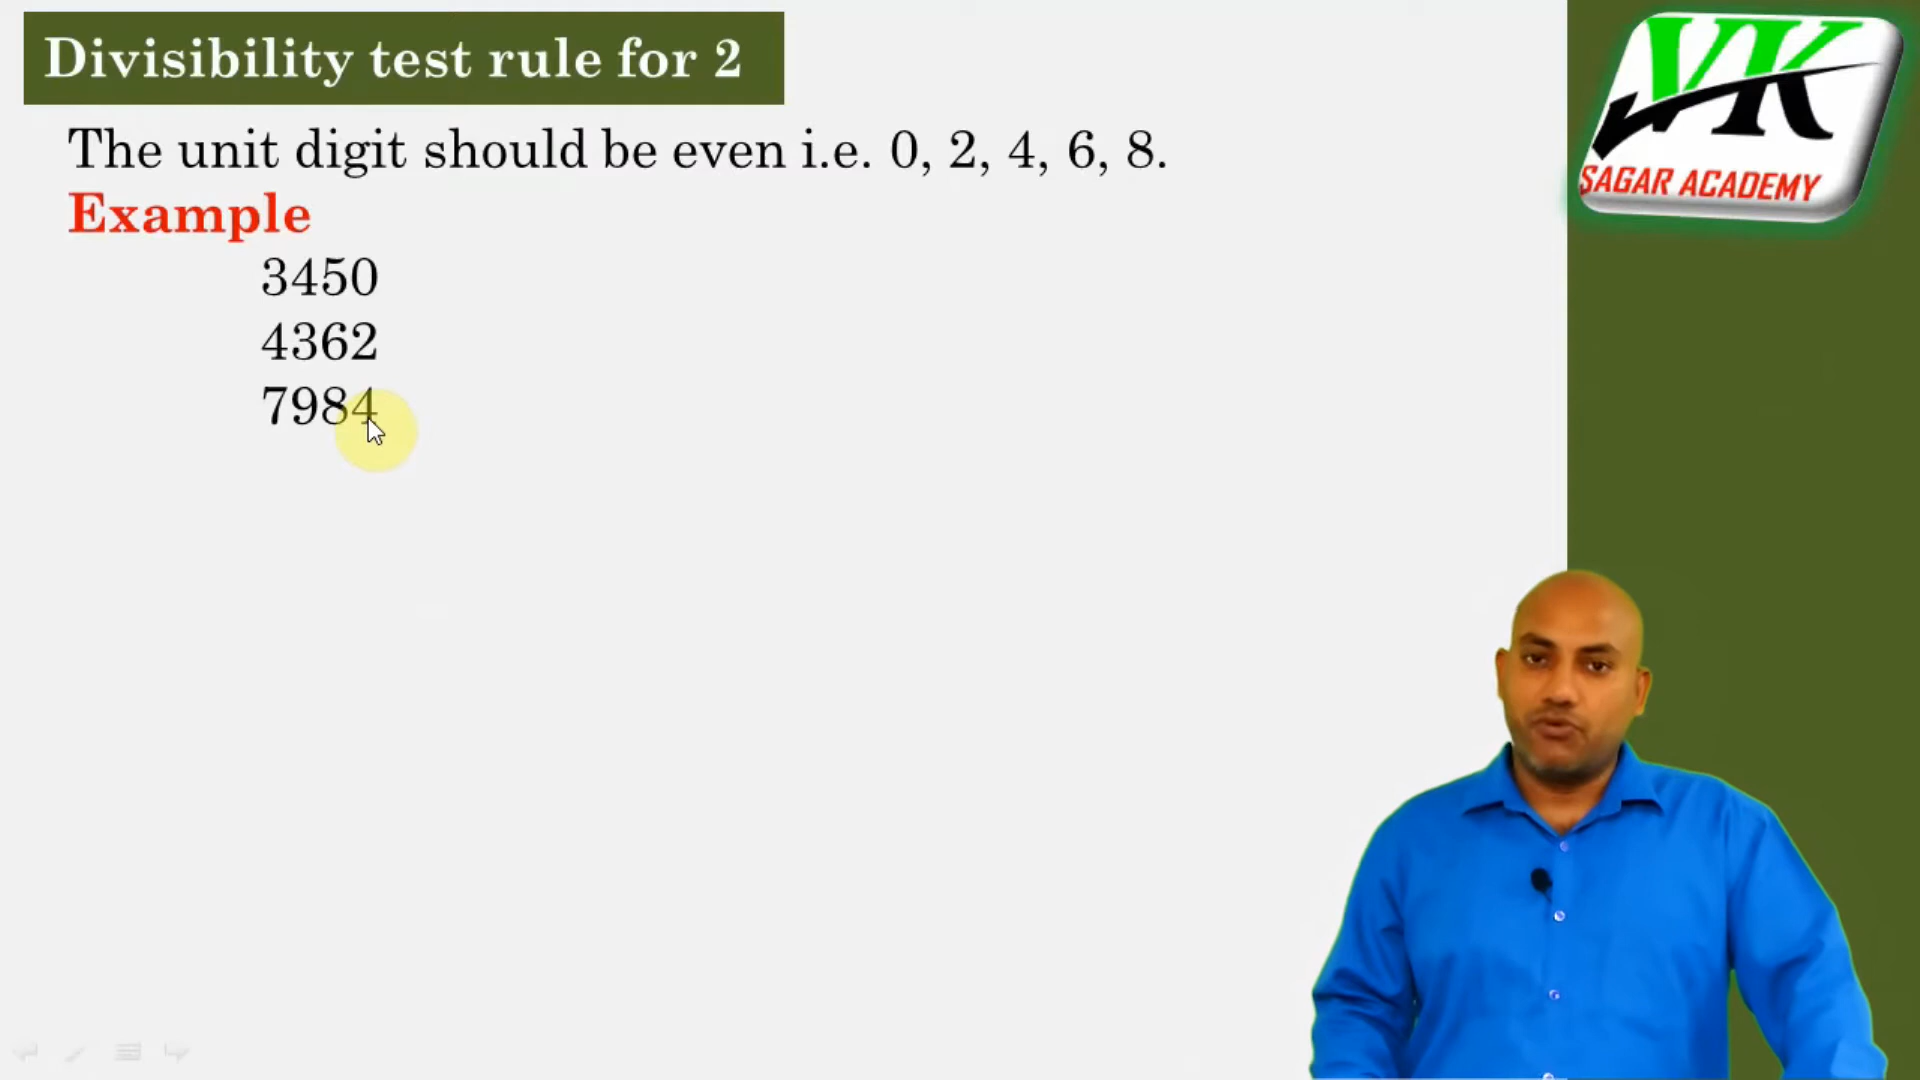 Divisibility test rule for 2
The unit digit should be even i.e. 0, 2, 4, 6, 8.
Example
3450
4362
7984
VK
SAGAR ACADEMY